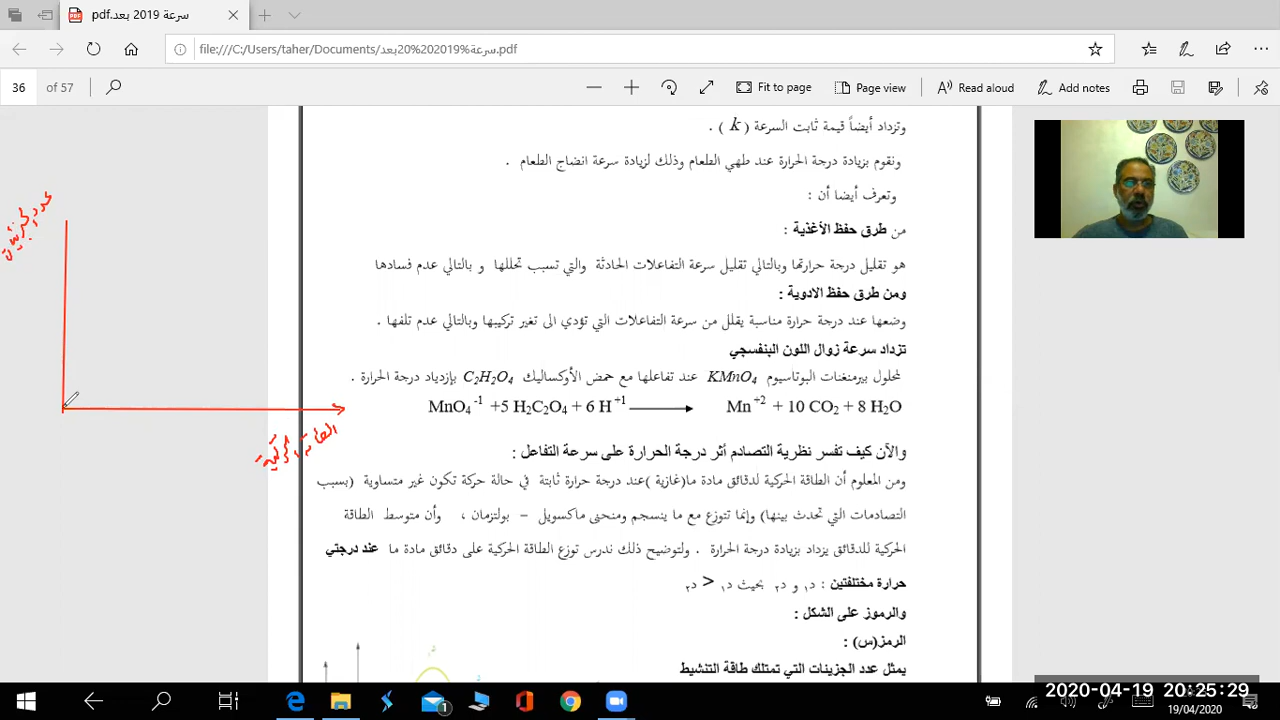 سرعة 2019 بعد.pdf
file:///C:/Users/taher/Documents/سرعة%202019%20بعد.pdf
36 of 57
Fit to page
Page view
Read aloud
Add notes
وتزداد أيضاً قيمة ثابت السرعة ( k ) .
ونقوم بزيادة درجة الحرارة عند طهي الطعام وذلك لزيادة سرعة انضاج الطعام .
وتعرف أيضا أن :
من طرق حفظ الأغذية :
هو تقليل درجة حرارتها وبالتالي تقليل سرعة التفاعلات الحادثة والتي تسبب تحللها و بالتالي عدم فسادها
ومن طرق حفظ الادوية :
وضعها عند درجة حرارة مناسبة يقلل من سرعة التفاعلات التي تؤدي الى تغير تركيبها وبالتالي عدم تلفها .
تزداد سرعة زوال اللون البنفسجي
لمحلول بيرمنغنات البوتاسيوم KMnO4 عند تفاعلها مع حمض الأوكساليك C2H2O4 بإزدياد درجة الحرارة .
MnO4 -1 +5 H2C2O4 + 6 H +1 → Mn +2 + 10 CO2 + 8 H2O
والآن كيف تفسر نظرية التصادم أثر درجة الحرارة على سرعة التفاعل :
ومن المعلوم أن الطاقة الحركية لدقائق مادة ما(غازية )عند درجة حرارة ثابتة في حالة حركة تكون غير متساوية (بسبب
التصادمات التي تحدث بينها) وإنما تتوزع مع ما ينسجم ومنحنى ماكسويل – بولتزمان ، وأن متوسط الطاقة
الحركية للدقائق يزداد بزيادة درجة الحرارة . ولتوضيح ذلك ندرس توزع الطاقة الحركية على دقائق مادة ما عند درجتي
حرارة مختلفتين : د١ و د٢ بحيث د١ < د٢
والرموز على الشكل :
الرمز(س) :
يمثل عدد الجزيئات التي تمتلك طاقة التنشيط
الطاقة الحركية
2020-04-19 20:25:29
19/04/2020